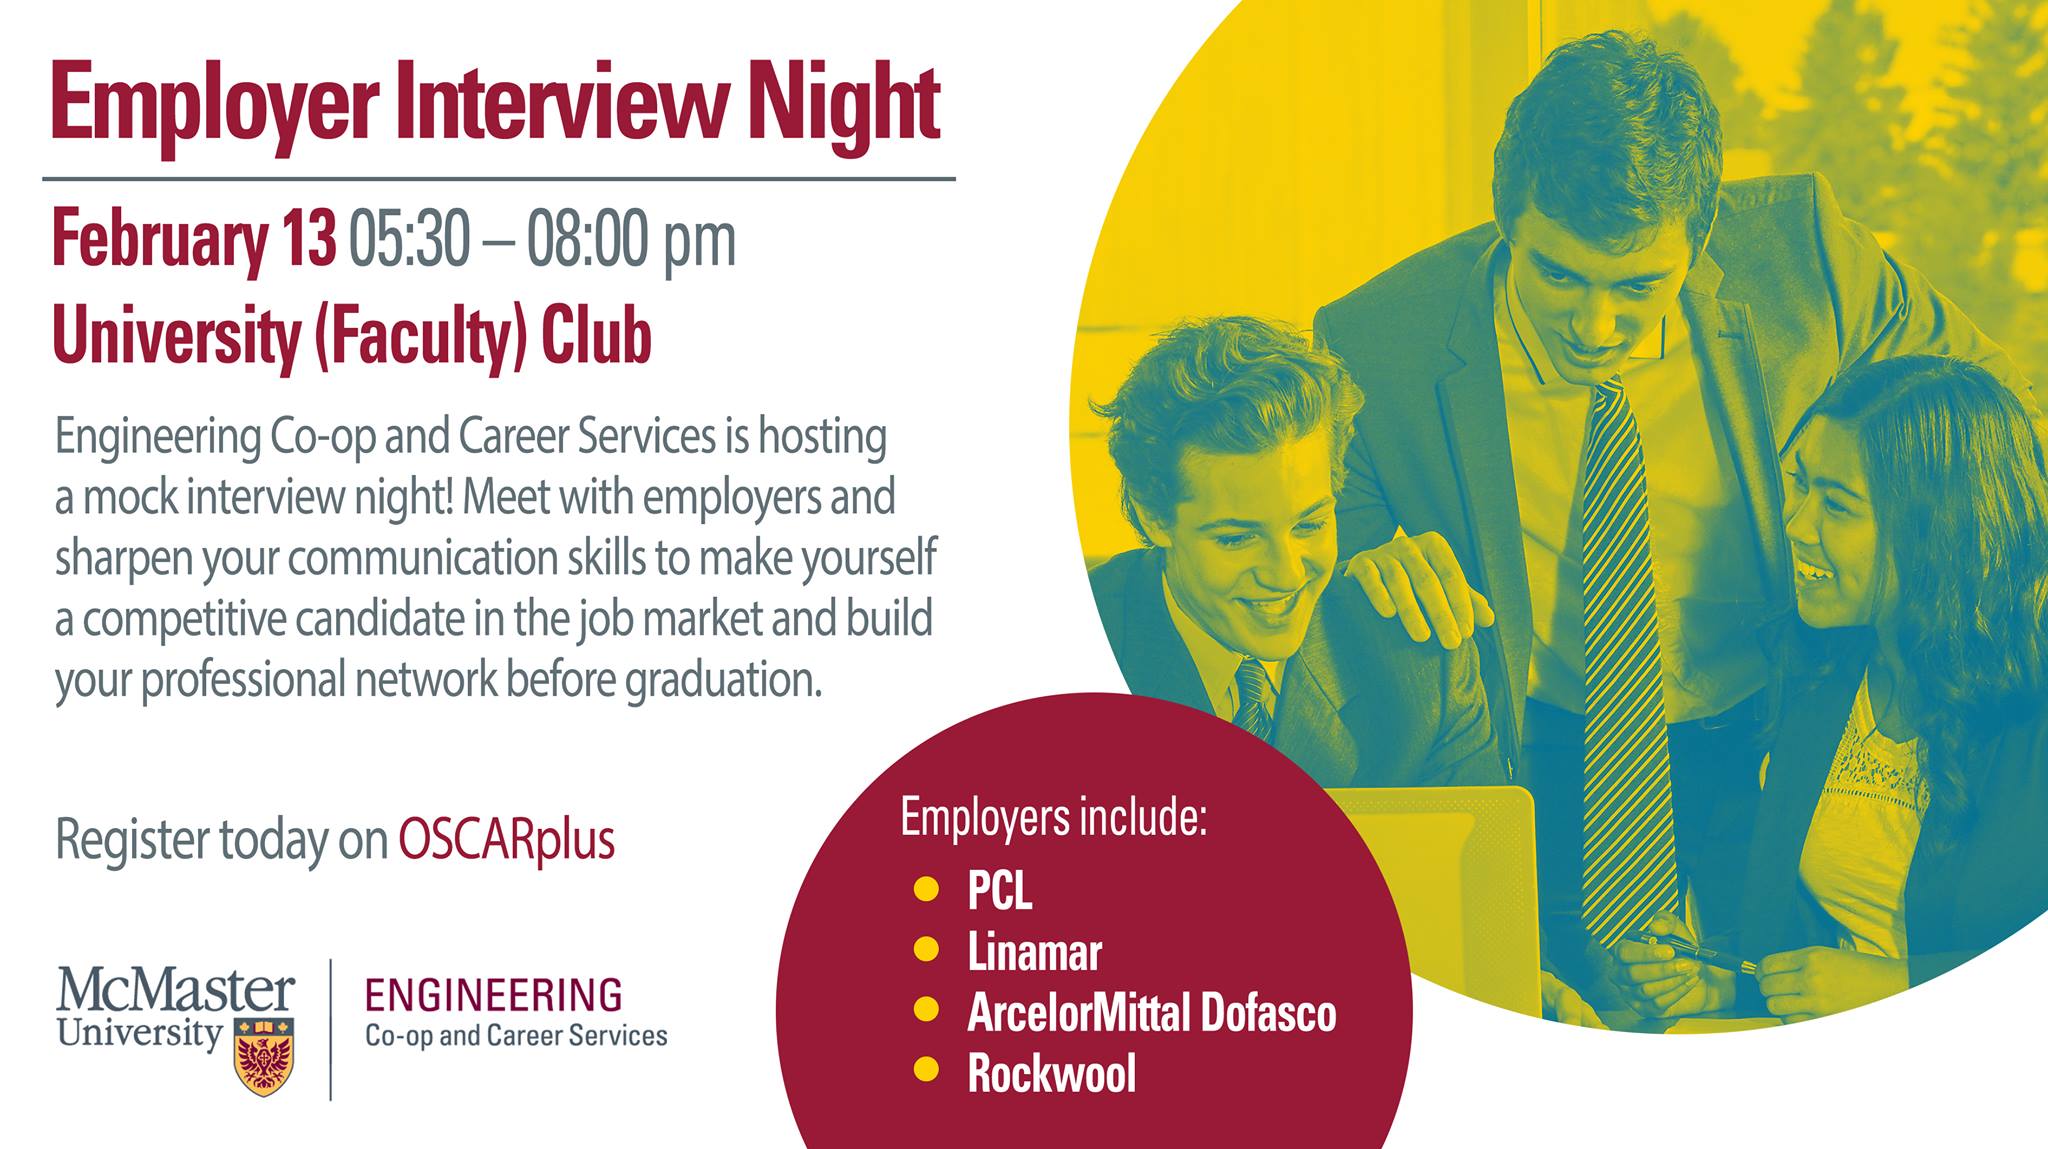 Employer Interview Night
February 13 05:30 – 08:00 pm
University (Faculty) Club
Engineering Co-op and Career Services is hosting
a mock interview night! Meet with employers and
sharpen your communication skills to make yourself
a competitive candidate in the job market and build
your professional network before graduation.
Register today on OSCARplus
McMaster
University
ENGINEERING
Co-op and Career Services
Employers include:
• PCL
• Linamar
• ArcelorMittal Dofasco
• Rockwool